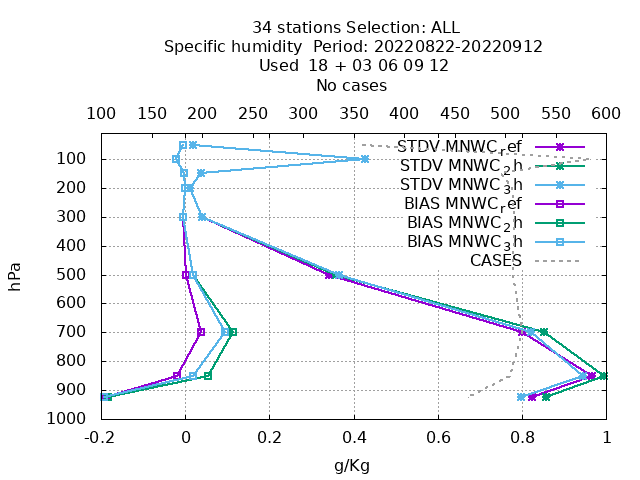 34 stations Selection: ALL
Specific humidity  Period: 20220822-20220912
Used  18 + 03 06 09 12
No cases
100 150 200 250 300 350 400 450 500 550 600
STDV MNWC_ref
STDV MNWC_2h
STDV MNWC_3h
BIAS MNWC_ref
BIAS MNWC_2h
BIAS MNWC_3h
CASES
100
200
300
400
500
600
700
800
900
1000
hPa
-0.2 0 0.2 0.4 0.6 0.8 1
g/Kg